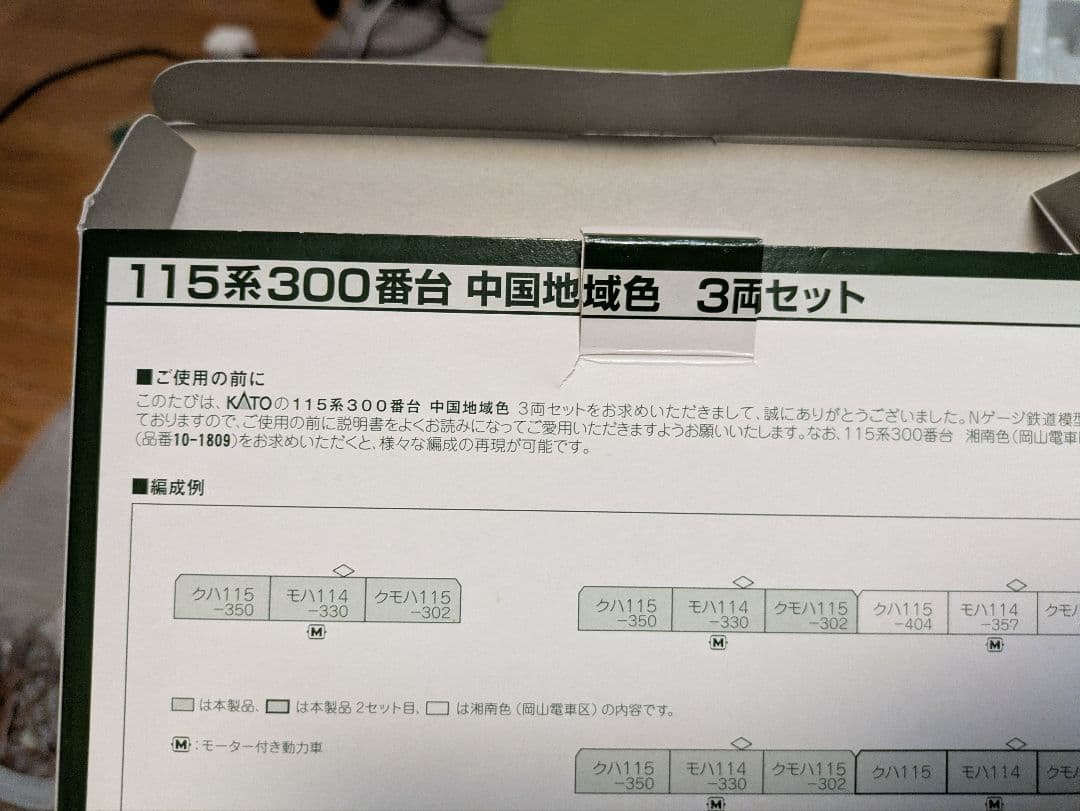 115系300番台 中国地域色 3両セット
■ご使用の前に
このたびは、KATOの115系300番台 中国地域色 3両セットをお求めいただきまして、誠にありがとうございました。Nゲージ鉄道模型
ておりますので、ご使用の前に説明書をよくお読みになってご愛用いただきますようお願いいたします。なお、115系300番台 湘南色(岡山電車
(品番10-1809)をお求めいただくと、様々な編成の再現が可能です。
■編成例
クハ115 -350 モハ114 -330 クモハ115 -302
M
クハ115 -350 モハ114 -330 クモハ115 -302 クハ115 -404 モハ114 -357 クモ
M M
は本製品、 は本製品 2セット目、 は湘南色(岡山電車区)の内容です。
M:モーター付き動力車
クハ115 -350 モハ114 -330 クモハ115 -302 クハ115 モハ114 クモ
M M